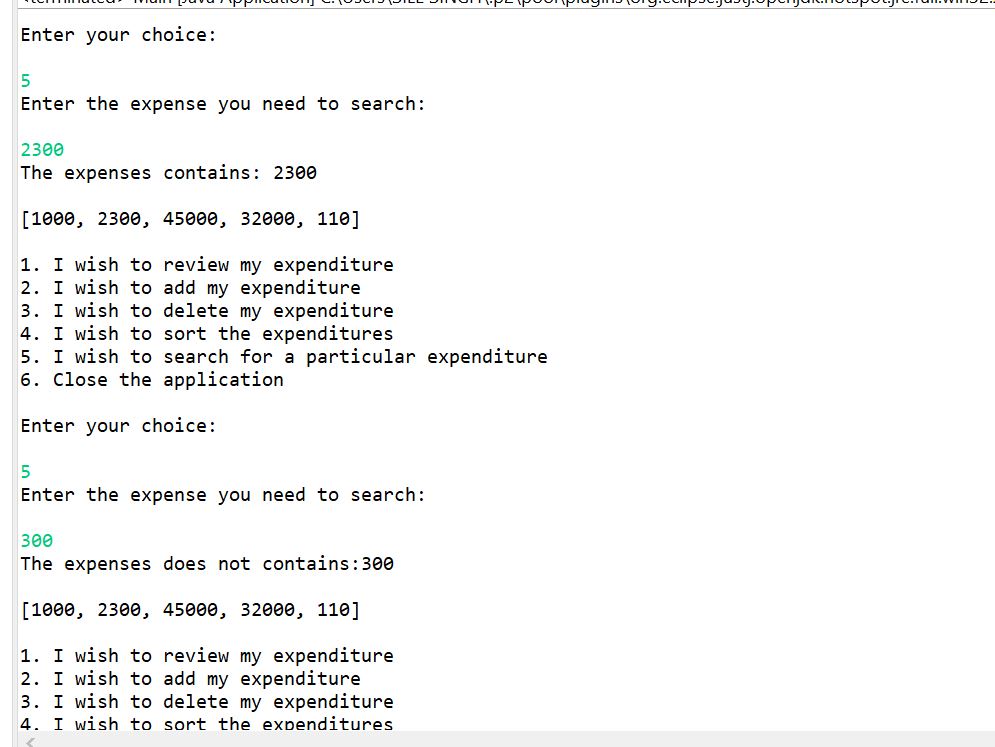 Enter your choice:
5
Enter the expense you need to search:
2300
The expenses contains: 2300
[1000, 2300, 45000, 32000, 110]
1. I wish to review my expenditure
2. I wish to add my expenditure
3. I wish to delete my expenditure
4. I wish to sort the expenditures
5. I wish to search for a particular expenditure
6. Close the application
Enter your choice:
5
Enter the expense you need to search:
300
The expenses does not contains:300
[1000, 2300, 45000, 32000, 110]
1. I wish to review my expenditure
2. I wish to add my expenditure
3. I wish to delete my expenditure
4. I wish to sort the expenditures